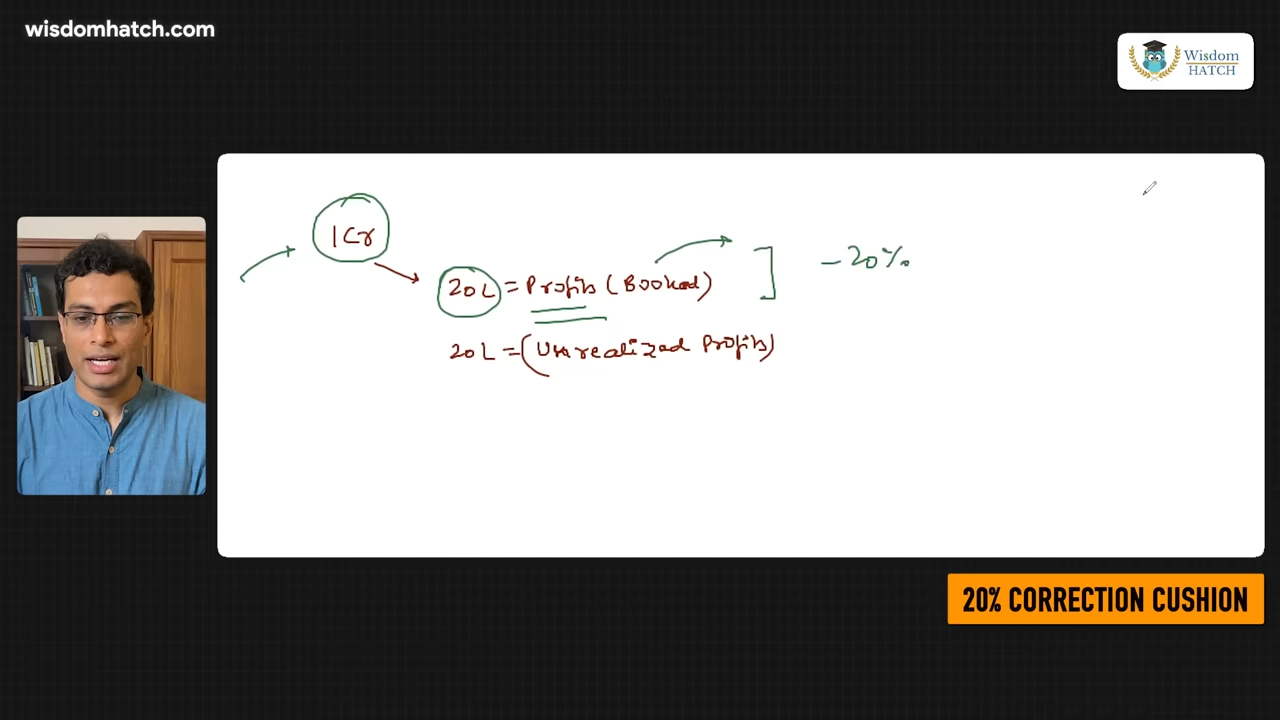 wisdomhatch.com
Wisdom
HATCH
1Cr
20L = Profits (Booked) ] -20%
20L = (Unrealized Profits)
20% CORRECTION CUSHION